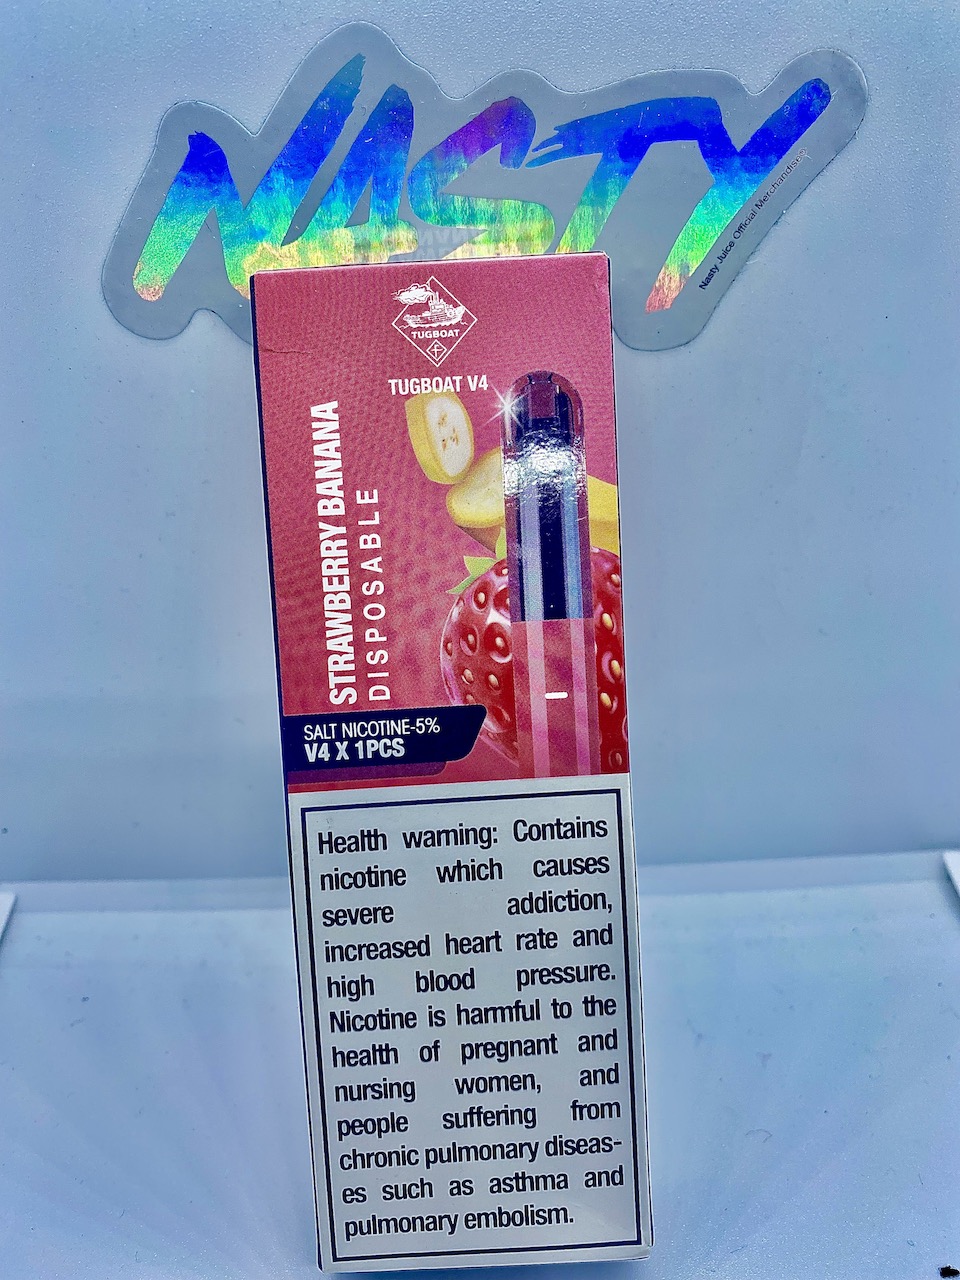 NASTY
Nasty Juice Official Merchandise®
TUGBOAT
TUGBOAT V4
STRAWBERRY BANANA
DISPOSABLE
SALT NICOTINE-5%
V4 X 1PCS
Health warning: Contains
nicotine which causes
severe addiction,
increased heart rate and
high blood pressure.
Nicotine is harmful to the
health of pregnant and
nursing women, and
people suffering from
chronic pulmonary diseas-
es such as asthma and
pulmonary embolism.